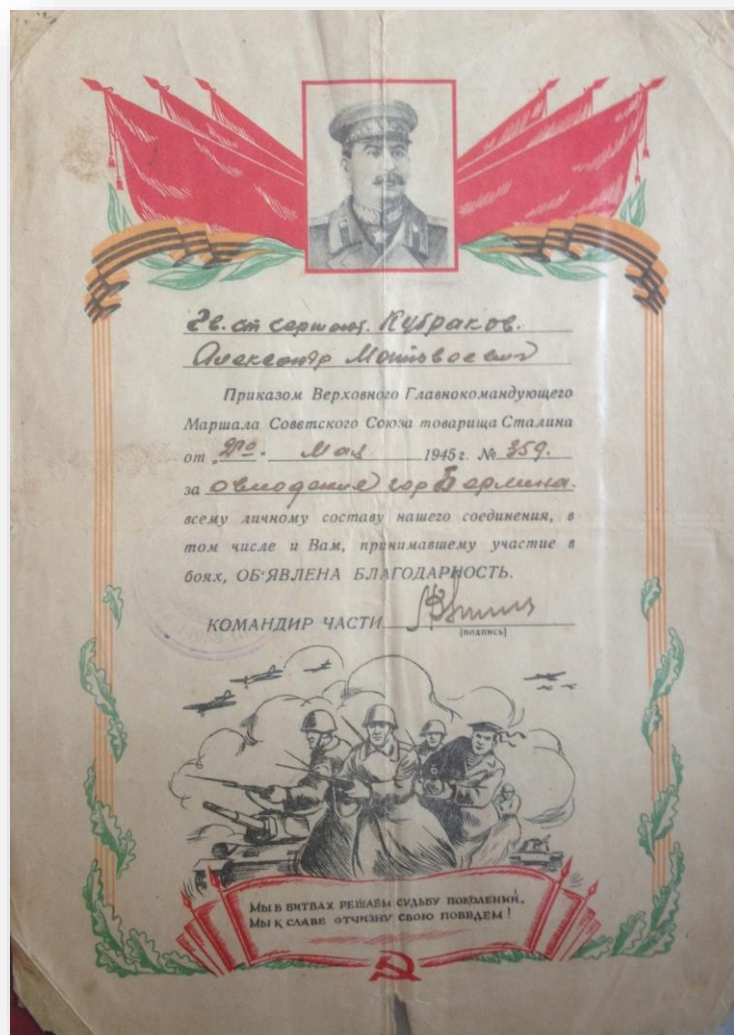 Гв. ст сержант. Кубраков.
Александр Матвеевич
Приказом Верховного Главнокомандующего
Маршала Советского Союза товарища Сталина
от „2го“ Мая 1945 г. № 359.
за овладение гор Берлина.
всему личному составу нашего соединения, в
том числе и Вам, принимавшему участие в
боях, ОБ'ЯВЛЕНА БЛАГОДАРНОСТЬ.
КОМАНДИР ЧАСТИ
(подпись)
МЫ В БИТВАХ РЕШАЕМ СУДЬБУ ПОКОЛЕНИЙ,
МЫ К СЛАВЕ ОТЧИЗНУ СВОЮ ПОВЕДЕМ!